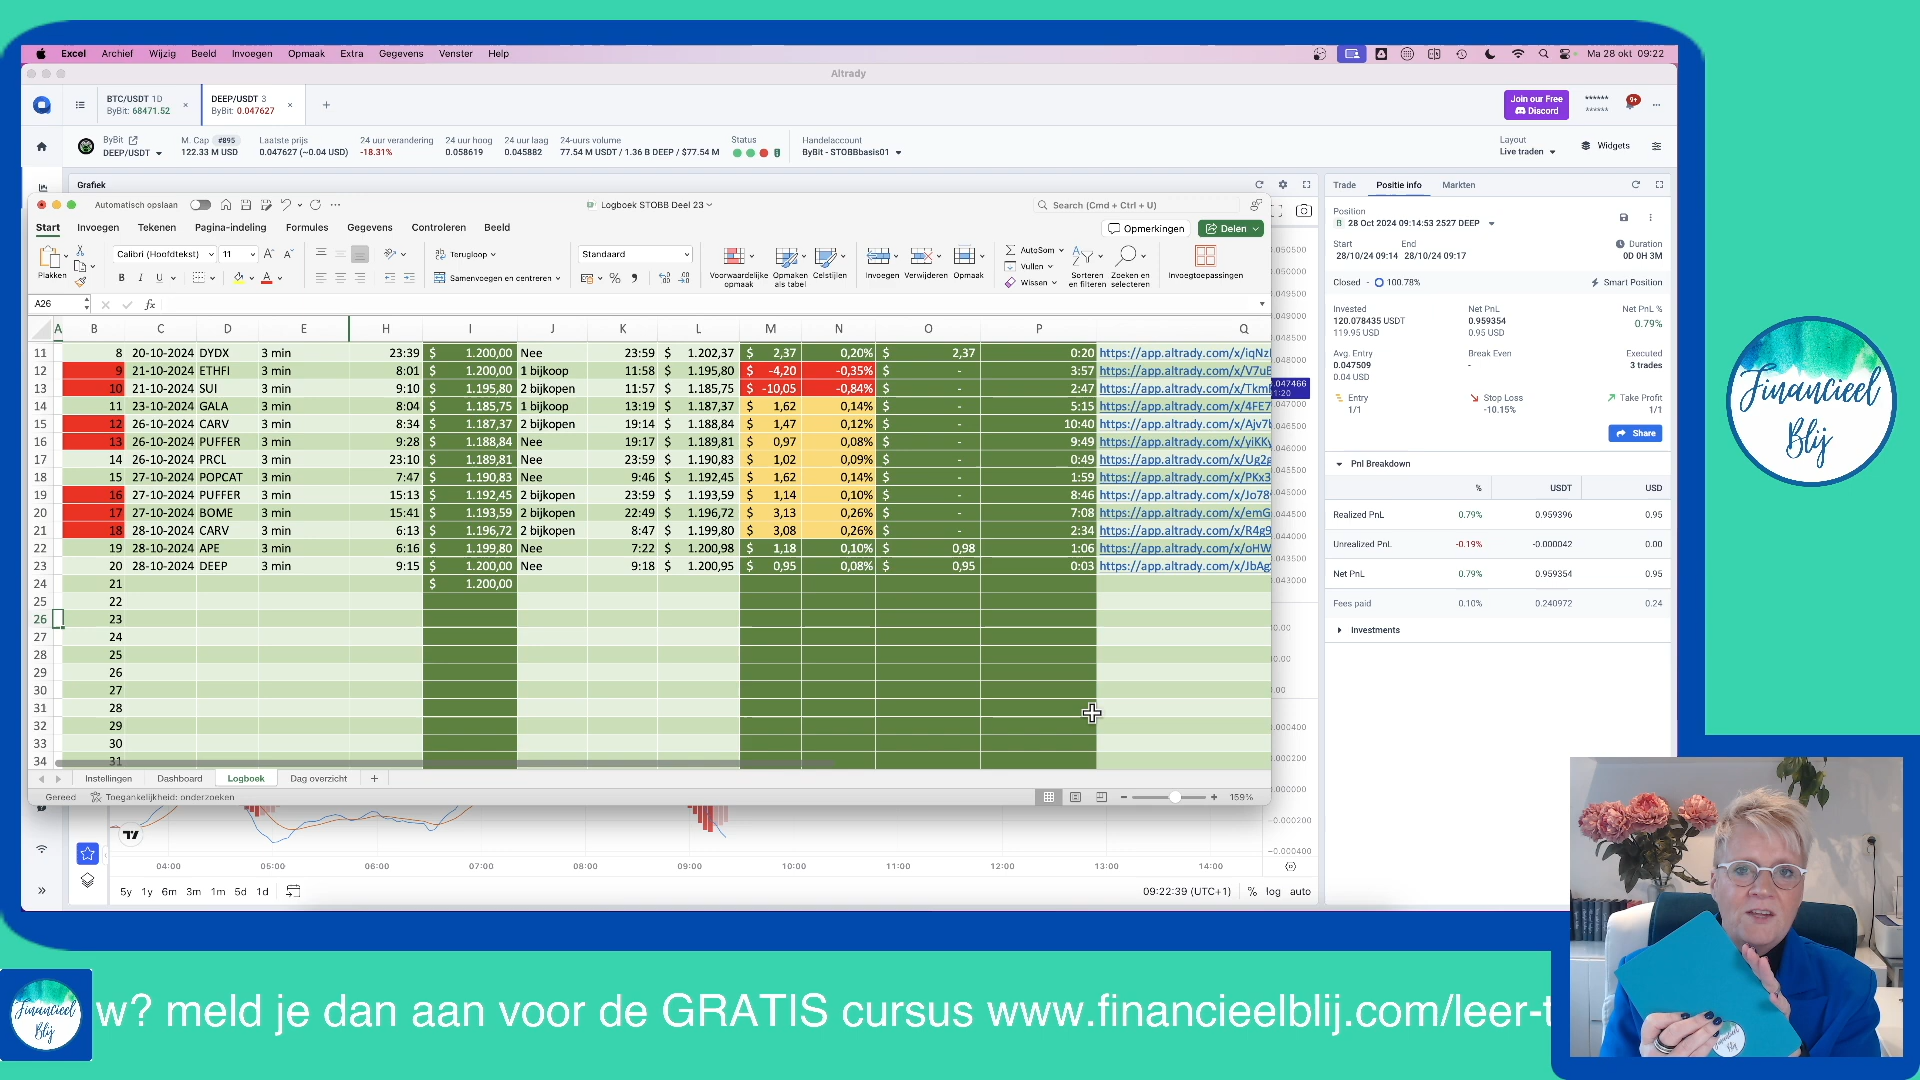 Excel Archief Wijzig Beeld Invoegen Opmaak Extra Gegevens Venster Help Ma 28 okt 09:22
Altrady
BTC/USDT 1D
ByBit: 68471.52
DEEP/USDT 3
ByBit: 0.047627
Join our Free
Discord
9+
ByBit
DEEP/USDT
M. Cap #895
122.33 M USD
Laatste prijs
0.047627 (~0.04 USD)
24 uur verandering
-18.31%
24 uur hoog
0.058619
24 uur laag
0.045882
24-uurs volume
77.54 M USDT / 1.36 B DEEP / $77.54 M
Status
Handelaccount
ByBit - STOBBbasis01
Layout
Live traden
Widgets
Grafiek
Automatisch opslaan
Logboek STOBB Deel 23
Search (Cmd + Ctrl + U)
Start Invoegen Tekenen Pagina-indeling Formules Gegevens Controleren Beeld
Opmerkingen Delen
Plakken
Calibri (Hoofdtekst) 11
B I U
Terugloop
Samenvoegen en centreren
Standaard
Voorwaardelijke opmaak
Opmaken als tabel
Celstijlen
Invoegen Verwijderen Opmaak
AutoSom
Vullen
Wissen
Sorteren en filteren
Zoeken en selecteren
Invoegtoepassingen
A26 fx
A B C D E H I J K L M N O P Q
11 8 20-10-2024 DYDX 3 min 23:39 $ 1.200,00 Nee 23:59 $ 1.202,37 $ 2,37 0,20% $ 2,37 0:20 https://app.altrady.com/x/iqNz
12 9 21-10-2024 ETHFI 3 min 8:01 $ 1.200,00 1 bijkoop 11:58 $ 1.195,80 $ -4,20 -0,35% $ - 3:57 https://app.altrady.com/x/V7u
13 10 21-10-2024 SUI 3 min 9:10 $ 1.195,80 2 bijkopen 11:57 $ 1.185,75 $ -10,05 -0,84% $ - 2:47 https://app.altrady.com/x/Tkm
14 11 23-10-2024 GALA 3 min 8:04 $ 1.185,75 1 bijkoop 13:19 $ 1.187,37 $ 1,62 0,14% $ - 5:15 https://app.altrady.com/x/4FE7
15 12 26-10-2024 CARV 3 min 8:34 $ 1.187,37 2 bijkopen 19:14 $ 1.188,84 $ 1,47 0,12% $ - 10:40 https://app.altrady.com/x/Ajv7
16 13 26-10-2024 PUFFER 3 min 9:28 $ 1.188,84 Nee 19:17 $ 1.189,81 $ 0,97 0,08% $ - 9:49 https://app.altrady.com/x/yiKK
17 14 26-10-2024 PRCL 3 min 23:10 $ 1.189,81 Nee 23:59 $ 1.190,83 $ 1,02 0,09% $ - 0:49 https://app.altrady.com/x/Ug2
18 15 27-10-2024 POPCAT 3 min 7:47 $ 1.190,83 Nee 9:46 $ 1.192,45 $ 1,62 0,14% $ - 1:59 https://app.altrady.com/x/PKx3
19 16 27-10-2024 PUFFER 3 min 15:13 $ 1.192,45 2 bijkopen 23:59 $ 1.193,59 $ 1,14 0,10% $ - 8:46 https://app.altrady.com/x/Jo78
20 17 27-10-2024 BOME 3 min 15:41 $ 1.193,59 2 bijkopen 22:49 $ 1.196,72 $ 3,13 0,26% $ - 7:08 https://app.altrady.com/x/emG
21 18 28-10-2024 CARV 3 min 6:13 $ 1.196,72 2 bijkopen 8:47 $ 1.199,80 $ 3,08 0,26% $ - 2:34 https://app.altrady.com/x/R4g9
22 19 28-10-2024 APE 3 min 6:16 $ 1.199,80 Nee 7:22 $ 1.200,98 $ 1,18 0,10% $ 0,98 1:06 https://app.altrady.com/x/oHW
23 20 28-10-2024 DEEP 3 min 9:15 $ 1.200,00 Nee 9:18 $ 1.200,95 $ 0,95 0,08% $ 0,95 0:03 https://app.altrady.com/x/JbAg
24 21 $ 1.200,00
25 22
26 23
27 24
28 25
29 26
30 27
31 28
32 29
33 30
34 31
Instellingen Dashboard Logboek Dag overzicht
Gereed Toegankelijkheid: onderzoeken 159%
04:00 05:00 06:00 07:00 08:00 09:00 10:00 11:00 12:00 13:00 14:00
5y 1y 6m 3m 1m 5d 1d 09:22:39 (UTC+1) % log auto
Trade Positie info Markten
Position
B 28 Oct 2024 09:14:53 2527 DEEP
Start End Duration
28/10/24 09:14 28/10/24 09:17 0D 0H 3M
Closed - 100.78% Smart Position
Invested Net PnL Net PnL %
120.078435 USDT 0.959354 0.79%
119.95 USD 0.95 USD
Avg. Entry Break Even Executed
0.047509 - 3 trades
0.04 USD
Entry Stop Loss Take Profit
1/1 -10.15% 1/1
Share
Pnl Breakdown
% USDT USD
Realized PnL 0.79% 0.959396 0.95
Unrealized Pnl -0.19% -0.000042 0.00
Net PnL 0.79% 0.959354 0.95
Fees paid 0.10% 0.240972 0.24
Investments
Financieel
Blij
Financieel
Blij
w? meld je dan aan voor de GRATIS cursus www.financieelblij.com/leer-t